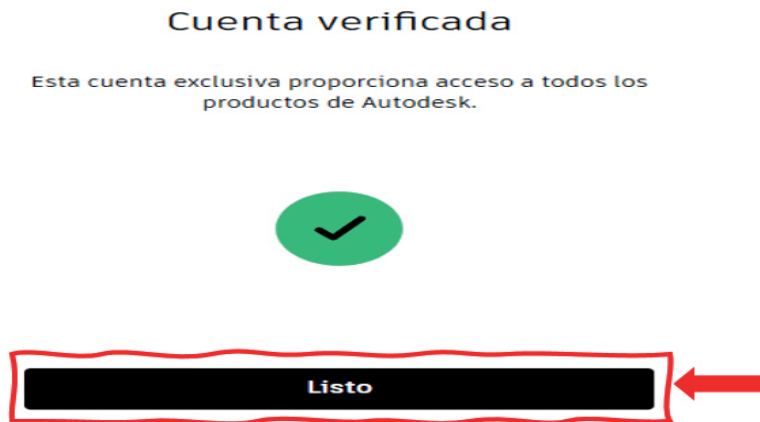 Cuenta verificada
Esta cuenta exclusiva proporciona acceso a todos los
productos de Autodesk.
Listo